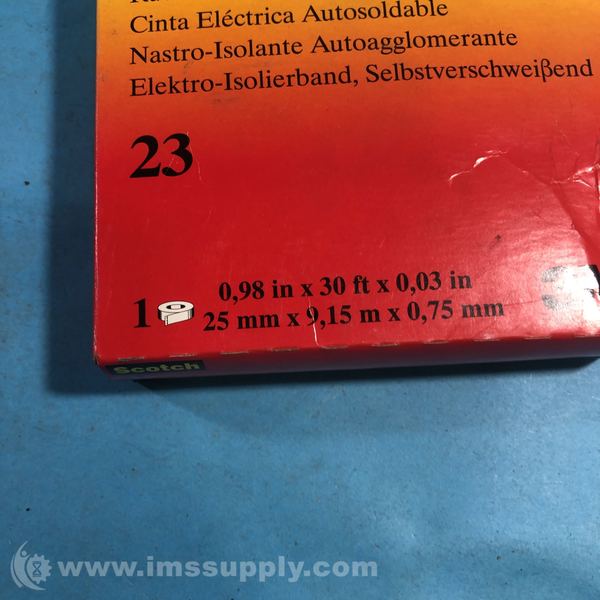 Cinta Eléctrica Autosoldable
Nastro-Isolante Autoagglomerante
Elektro-Isolierband, Selbstverschweißend
23
1
0,98 in x 30 ft x 0,03 in
25 mm x 9,15 m x 0,75 mm
Scotch
www.imssupply.com